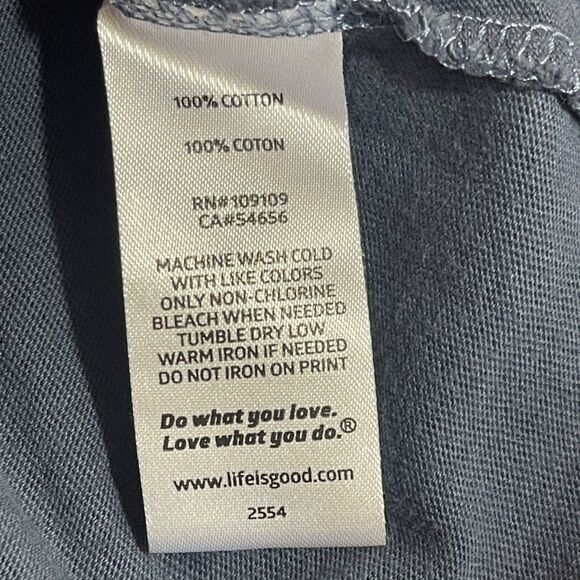 100% COTTON
100% COTON
RN#109109
CA#54656
MACHINE WASH COLD
WITH LIKE COLORS
ONLY NON-CHLORINE
BLEACH WHEN NEEDED
TUMBLE DRY LOW
WARM IRON IF NEEDED
DO NOT IRON ON PRINT
Do what you love.
Love what you do.®
www.lifeisgood.com
2554